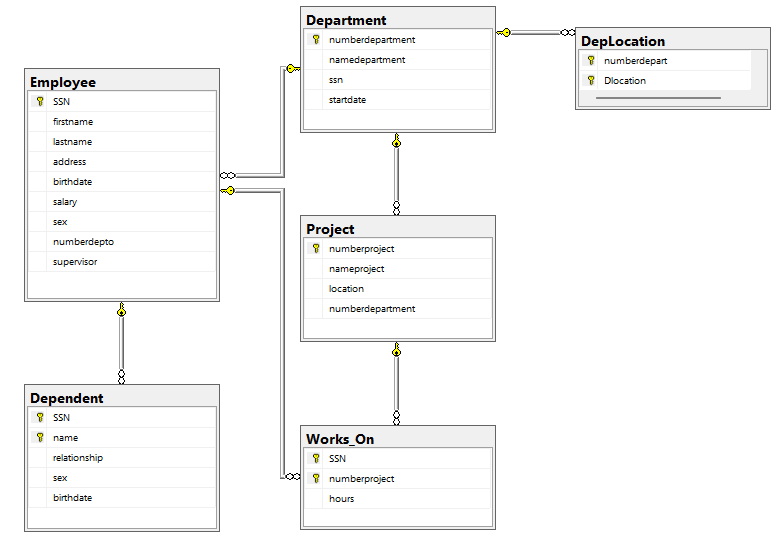 Department
numberdepartment
namedepartment
ssn
startdate
DepLocation
numberdepart
Dlocation
Employee
SSN
firstname
lastname
address
birthdate
salary
sex
numberdepto
supervisor
Project
numberproject
nameproject
location
numberdepartment
Dependent
SSN
name
relationship
sex
birthdate
Works_On
SSN
numberproject
hours